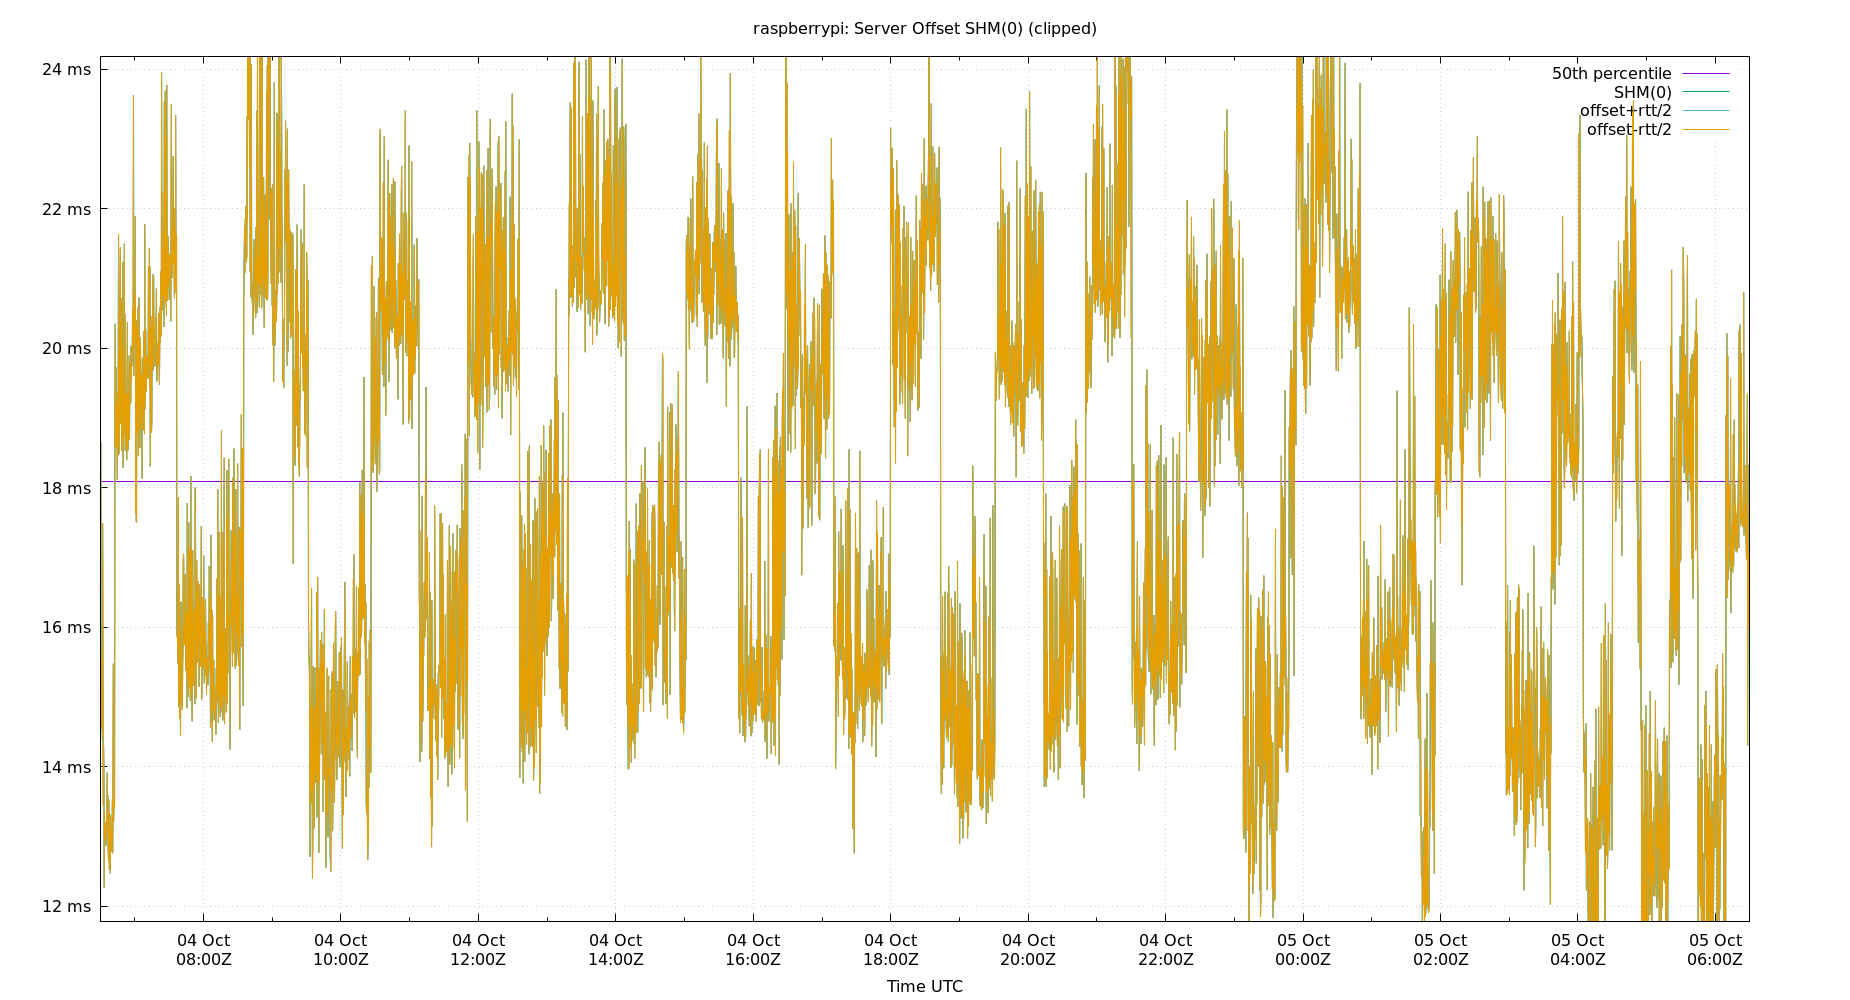 raspberrypi: Server Offset SHM(0) (clipped)
24 ms
22 ms
20 ms
18 ms
16 ms
14 ms
12 ms
50th percentile
SHM(0)
offset+rtt/2
offset-rtt/2
04 Oct 04 Oct 04 Oct 04 Oct 04 Oct 04 Oct 04 Oct 04 Oct 05 Oct 05 Oct 05 Oct 05 Oct
08:00Z 10:00Z 12:00Z 14:00Z 16:00Z 18:00Z 20:00Z 22:00Z 00:00Z 02:00Z 04:00Z 06:00Z
Time UTC